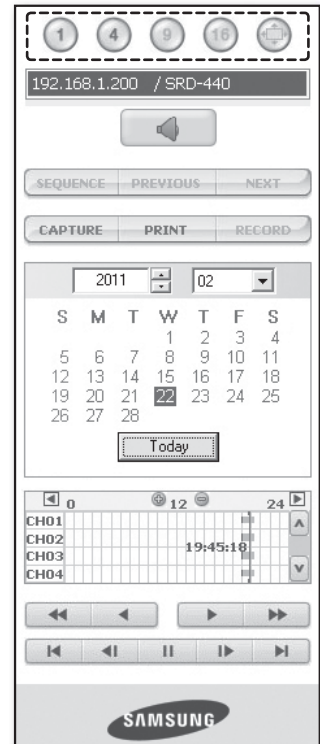 1 4 9 16
192.168.1.200 / SRD-440
SEQUENCE PREVIOUS NEXT
CAPTURE PRINT RECORD
2011 02
S M T W T F S
1 2 3 4
5 6 7 8 9 10 11
12 13 14 15 16 17 18
19 20 21 22 23 24 25
26 27 28
Today
0 12 24
CH01
CH02
19:45:18
CH03
CH04
SAMSUNG